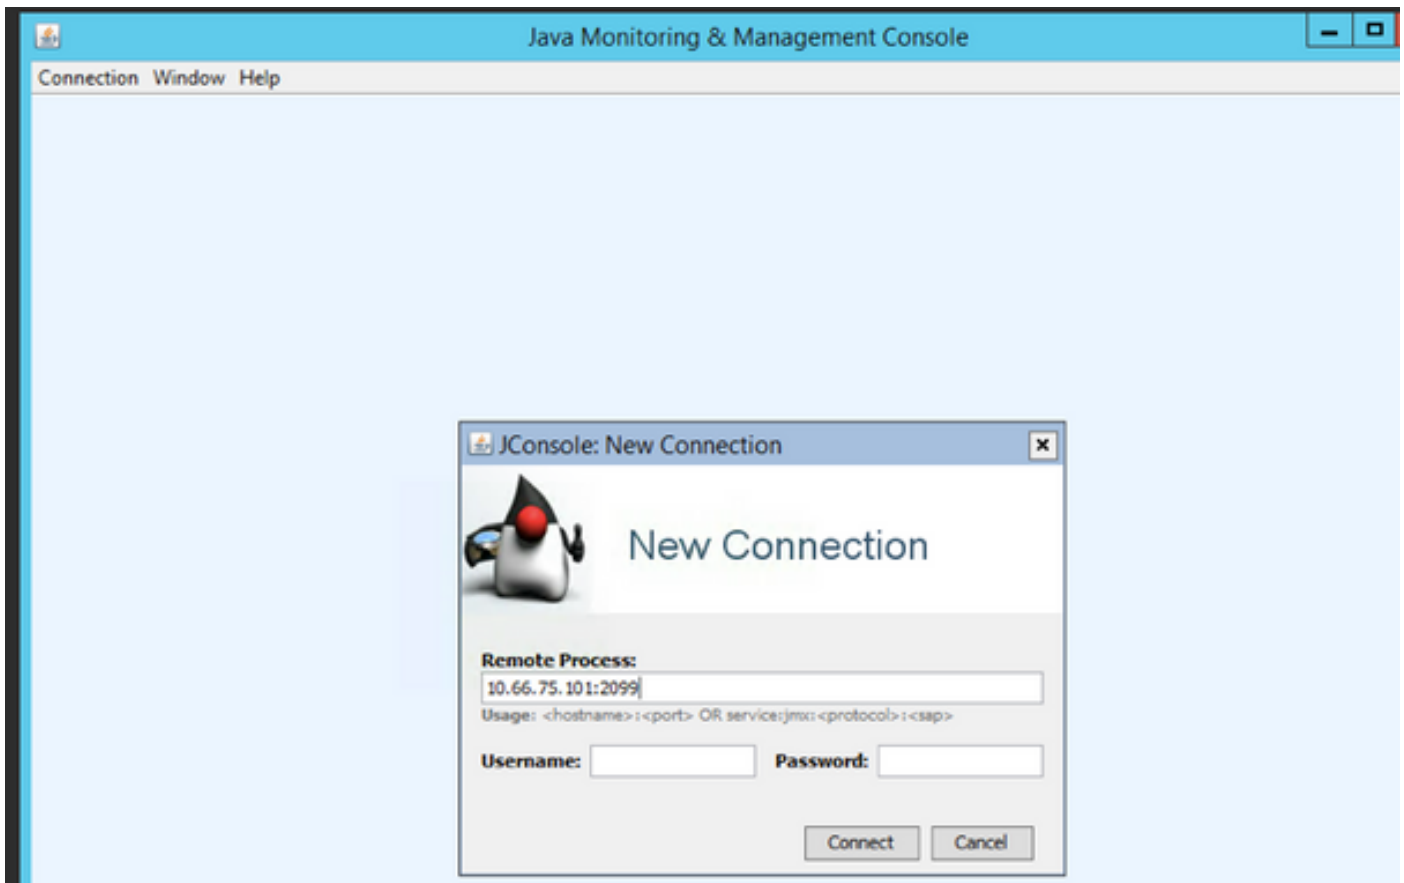 Java Monitoring & Management Console
Connection Window Help
JConsole: New Connection
New Connection
Remote Process:
10.66.75.101:2099
Usage: <hostname>:<port> OR service:jmx:<protocol>:<sap>
Username: Password:
Connect Cancel